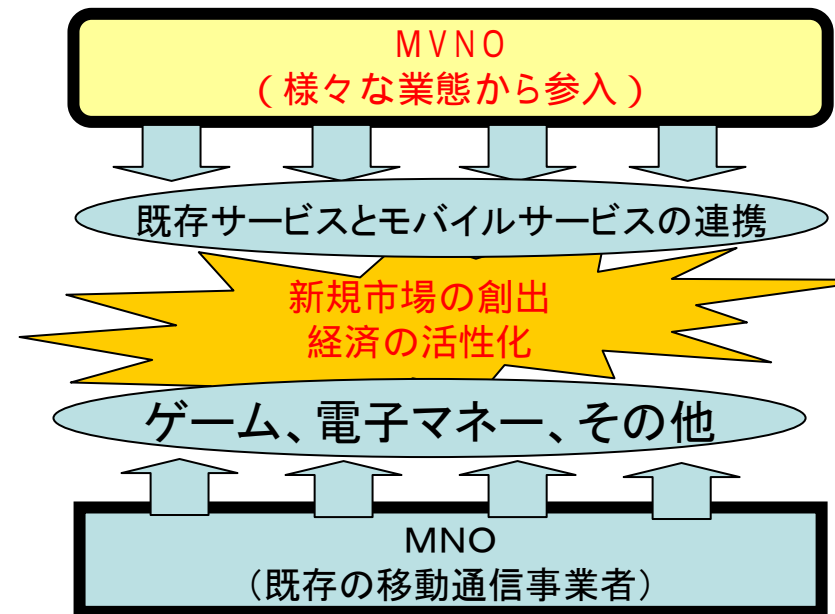 MVNO
(様々な業態から参入)
既存サービスとモバイルサービスの連携
新規市場の創出
経済の活性化
ゲーム、電子マネー、その他
MNO
(既存の移動通信事業者)